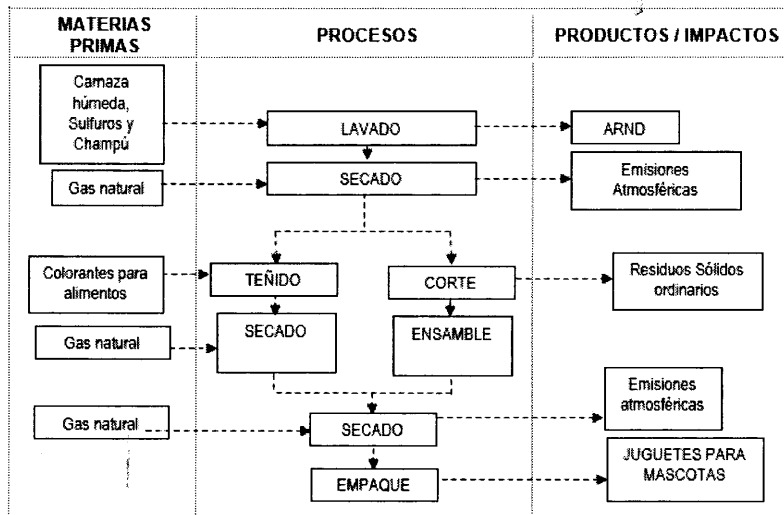 MATERIAS
PRIMAS
PROCESOS
PRODUCTOS / IMPACTOS
Carnaza
húmeda,
Sulfuros y
Champú
LAVADO
ARND
Gas natural
SECADO
Emisiones
Atmosféricas
Colorantes para
alimentos
TEÑIDO
CORTE
Residuos Sólidos
ordinarios
Gas natural
SECADO
ENSAMBLE
Gas natural
SECADO
Emisiones
atmosféricas
EMPAQUE
JUGUETES PARA
MASCOTAS